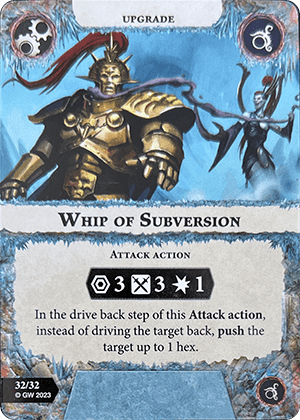 UPGRADE
WHIP OF SUBVERSION
ATTACK ACTION
3 3 1
In the drive back step of this Attack action,
instead of driving the target back, push the
target up to 1 hex.
32/32
© GW 2023